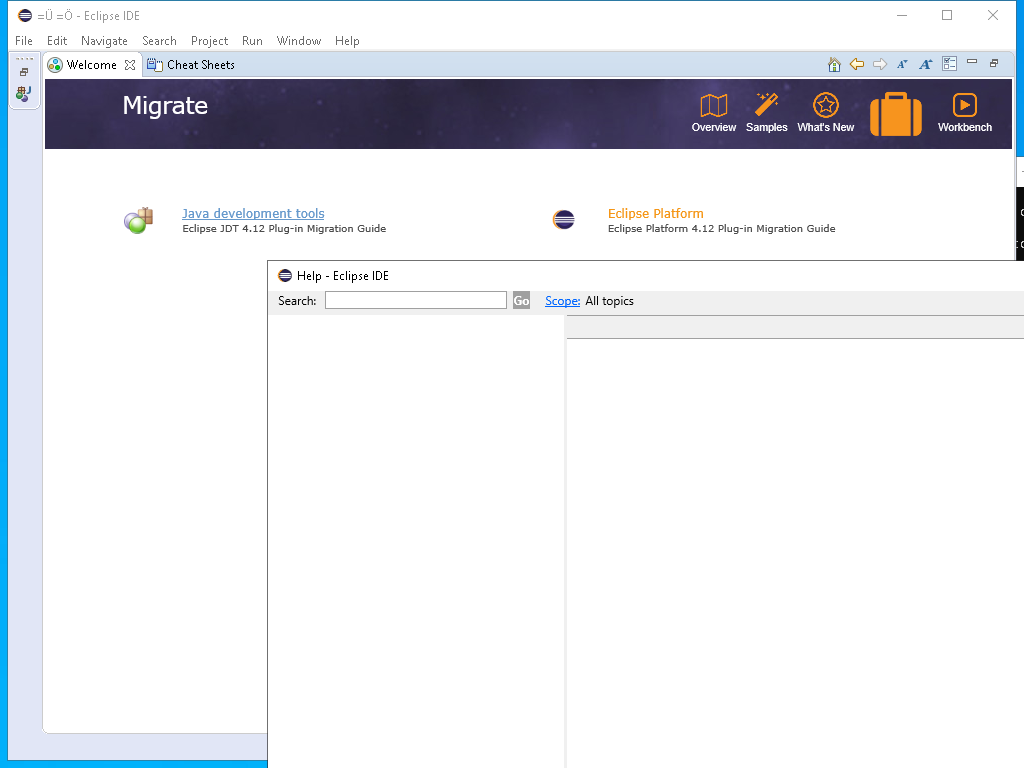 =Ü =Ö - Eclipse IDE
File Edit Navigate Search Project Run Window Help
Welcome Cheat Sheets
Migrate
Overview Samples What's New Workbench
Java development tools
Eclipse JDT 4.12 Plug-in Migration Guide
Eclipse Platform
Eclipse Platform 4.12 Plug-in Migration Guide
Help - Eclipse IDE
Search: Go Scope: All topics